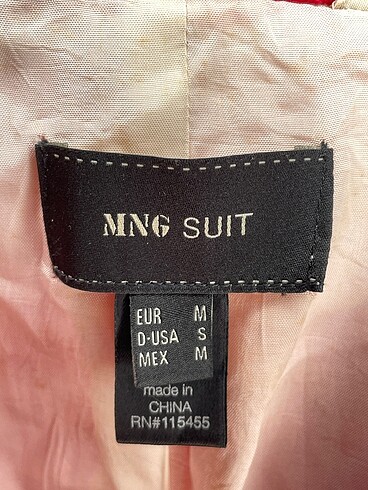 MNG SUIT
EUR M
D-USA S
MEX M
made in
CHINA
RN#115455